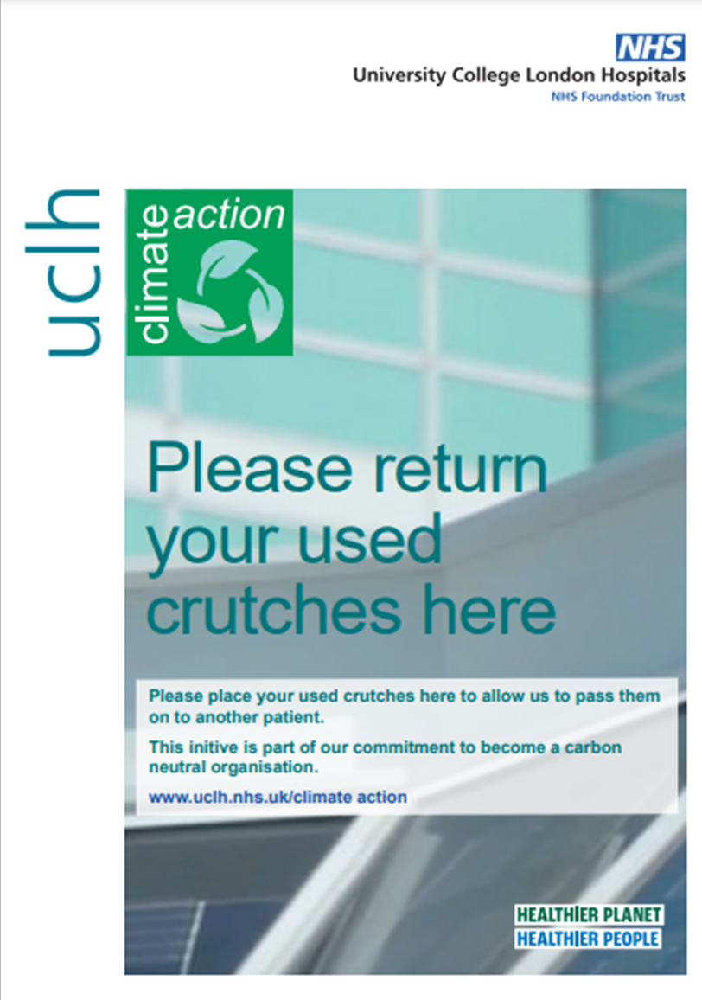 NHS
University College London Hospitals
NHS Foundation Trust
uclh
climate action
Please return
your used
crutches here
Please place your used crutches here to allow us to pass them
on to another patient.
This initive is part of our commitment to become a carbon
neutral organisation.
www.uclh.nhs.uk/climate action
HEALTHIER PLANET
HEALTHIER PEOPLE